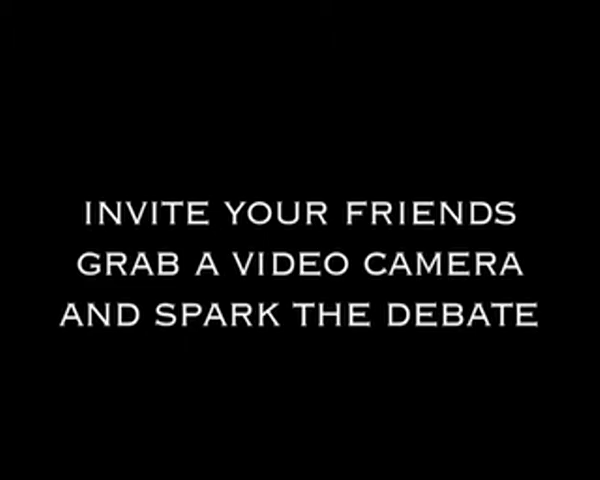 INVITE YOUR FRIENDS
GRAB A VIDEO CAMERA
AND SPARK THE DEBATE